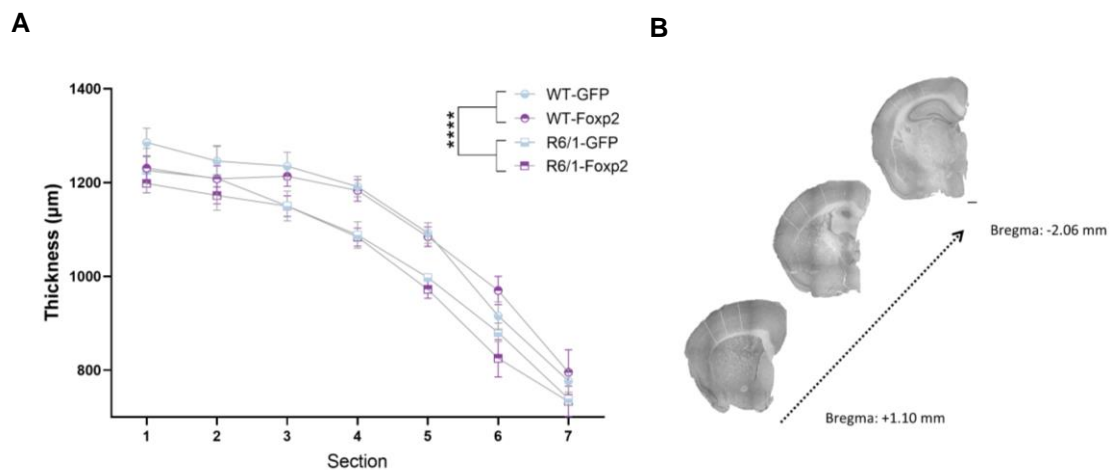 A
B
1400
1200
1000
800
Thickness (µm)
1 2 3 4 5 6 7
Section
****
WT-GFP
WT-Foxp2
R6/1-GFP
R6/1-Foxp2
Bregma: -2.06 mm
Bregma: +1.10 mm